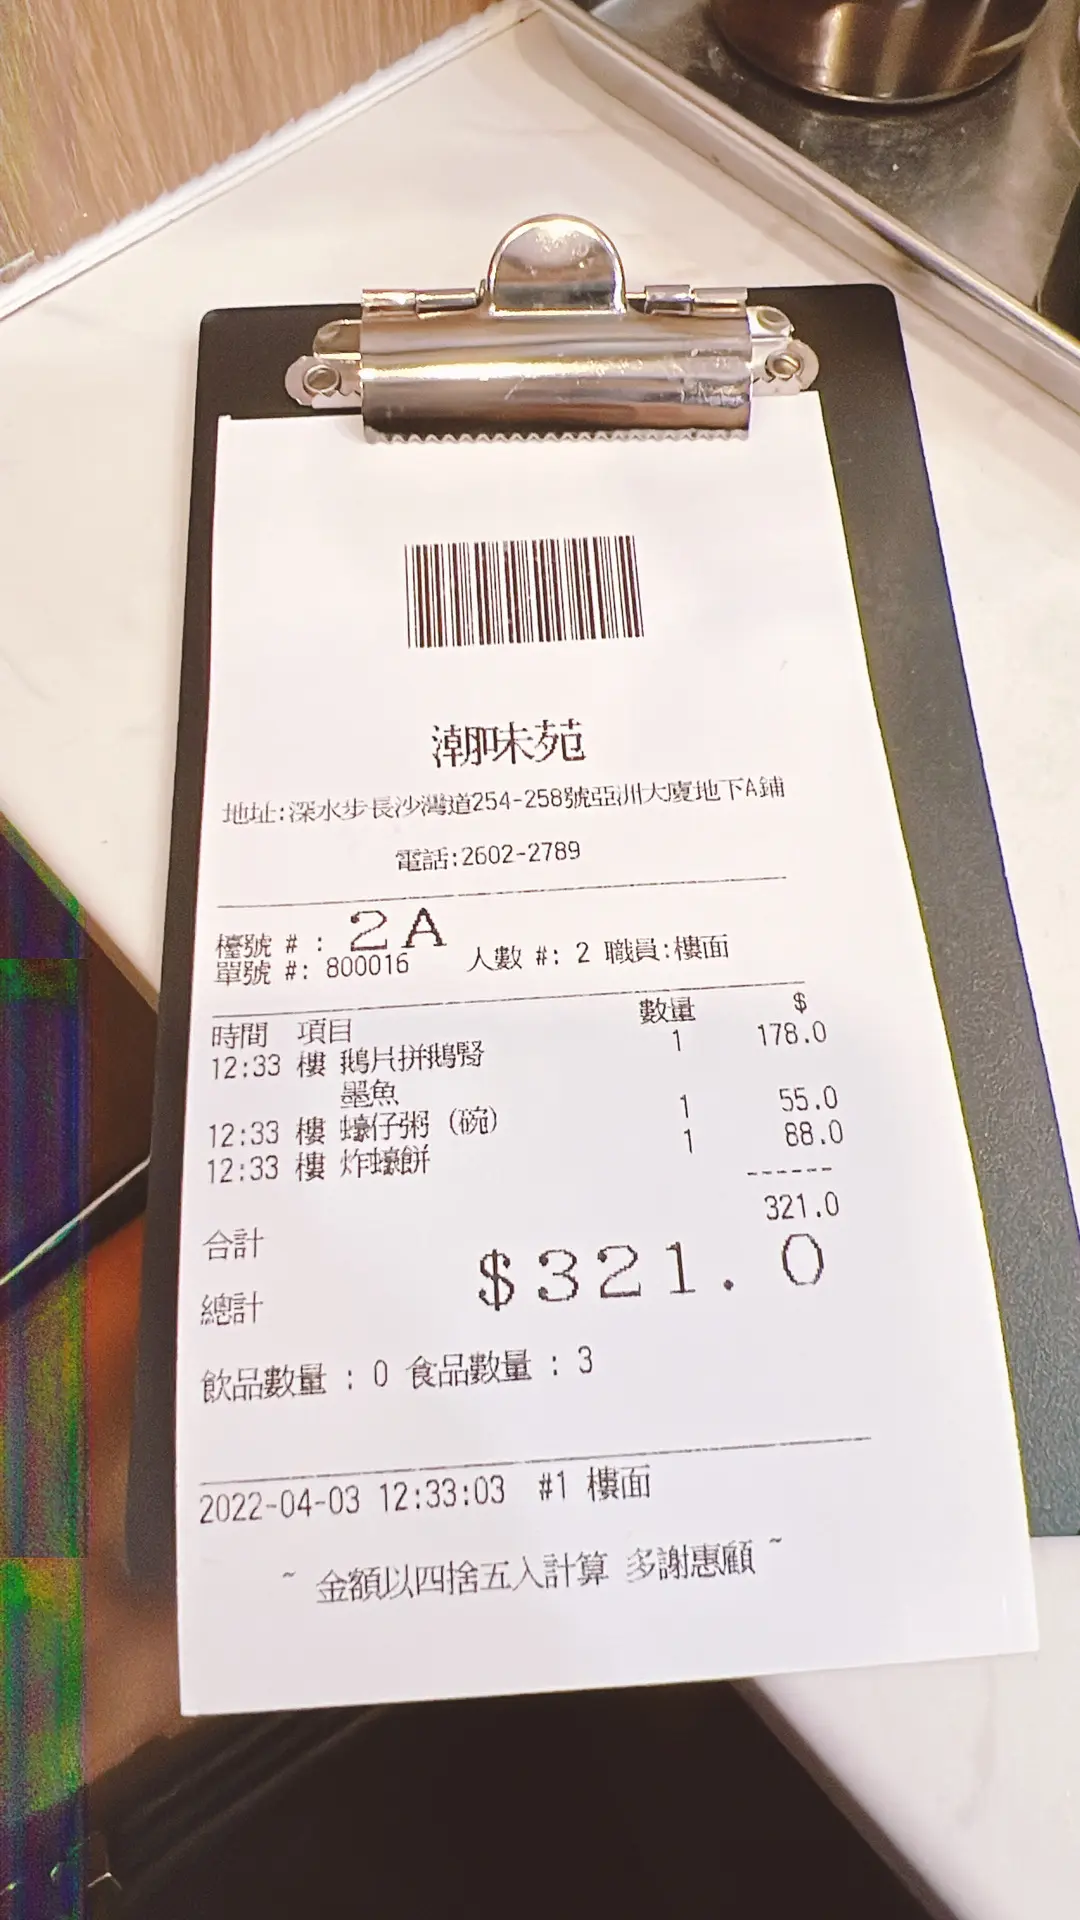 潮味苑
地址:深水步長沙灣道254-258號亞洲大廈地下A鋪
電話:2602-2789
檯號 # : 2A
單號 #: 800016 人數 #: 2 職員:樓面
時間 項目 數量 $
12:33 樓 鵝片拼鵝腎 1 178.0
墨魚
12:33 樓 蠔仔粥 (碗) 1 55.0
12:33 樓 炸蠔餅 1 88.0
------
合計 321.0
總計 $321.0
飲品數量 : 0 食品數量 : 3
2022-04-03 12:33:03 #1 樓面
~ 金額以四捨五入計算 多謝惠顧 ~